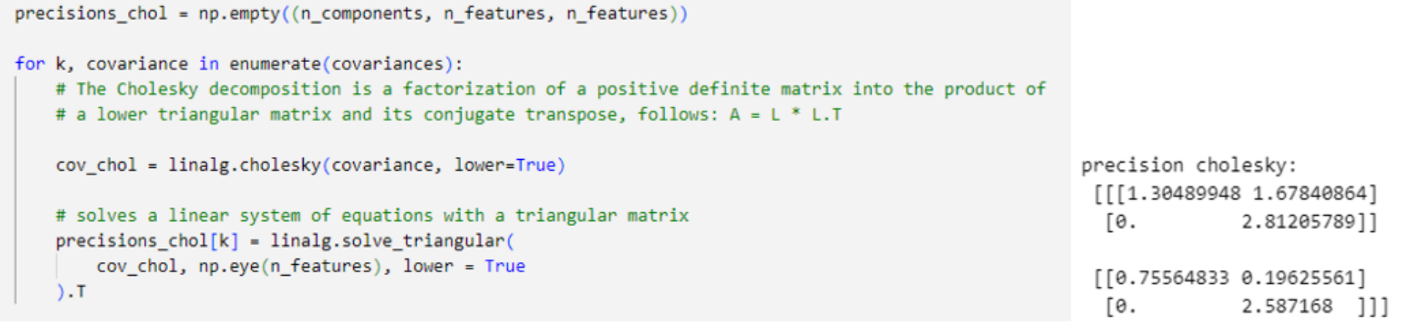 precisions_chol = np.empty((n_components, n_features, n_features))
for k, covariance in enumerate(covariances):
    # The Cholesky decomposition is a factorization of a positive definite matrix into the product of
    # a lower triangular matrix and its conjugate transpose, follows: A = L * L.T
    cov_chol = linalg.cholesky(covariance, lower=True)
    # solves a linear system of equations with a triangular matrix
    precisions_chol[k] = linalg.solve_triangular(
        cov_chol, np.eye(n_features), lower = True
    ).T
precision cholesky:
 [[[1.30489948 1.67840864]
  [0.         2.81205789]]
 [[0.75564833 0.19625561]
  [0.         2.587168  ]]]